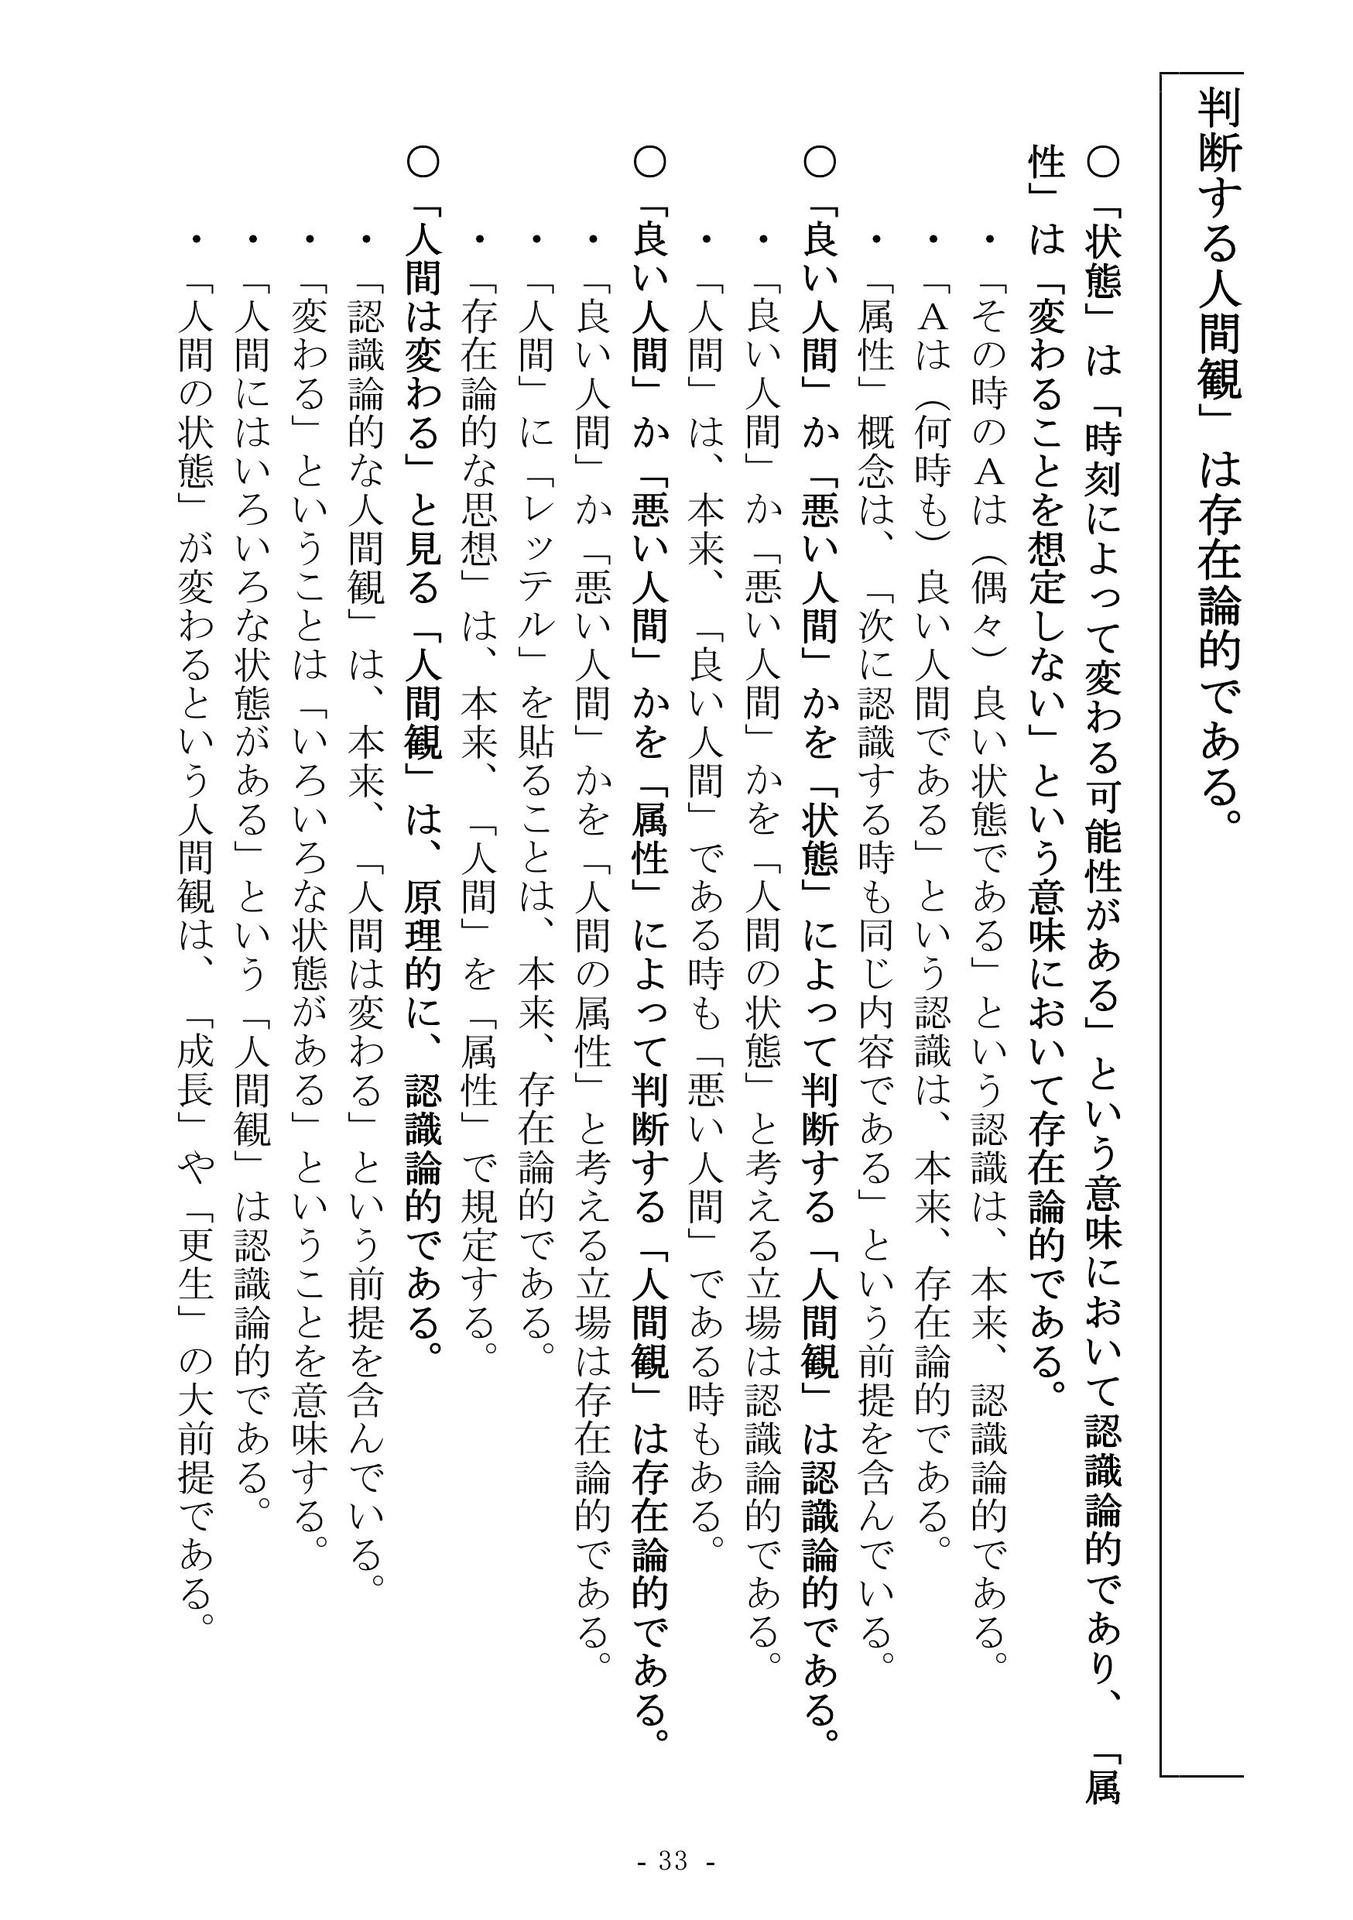 判断する人間観」は存在論的である。
○「状態」は「時刻によって変わる可能性がある」という意味において認識論的であり、「属
性」は「変わることを想定しない」という意味において存在論的である。
・「その時のＡは（偶々）良い状態である」という認識は、本来、認識論的である。
・「Ａは（何時も）良い人間である」という認識は、本来、存在論的である。
・「属性」概念は、「次に認識する時も同じ内容である」という前提を含んでいる。
○「良い人間」か「悪い人間」かを「状態」によって判断する「人間観」は認識論的である。
・「良い人間」か「悪い人間」かを「人間の状態」と考える立場は認識論的である。
・「人間」は、本来、「良い人間」である時も「悪い人間」である時もある。
○「良い人間」か「悪い人間」かを「属性」によって判断する「人間観」は存在論的である。
・「良い人間」か「悪い人間」かを「人間の属性」と考える立場は存在論的である。
・「人間」に「レッテル」を貼ることは、本来、存在論的である。
・「存在論的な思想」は、本来、「人間」を「属性」で規定する。
○「人間は変わる」と見る「人間観」は、原理的に、認識論的である。
・「認識論的な人間観」は、本来、「人間は変わる」という前提を含んでいる。
・「変わる」ということは「いろいろな状態がある」ということを意味する。
・「人間にはいろいろな状態がある」という「人間観」は認識論的である。
・「人間の状態」が変わるという人間観は、「成長」や「更生」の大前提である。
- 33 -